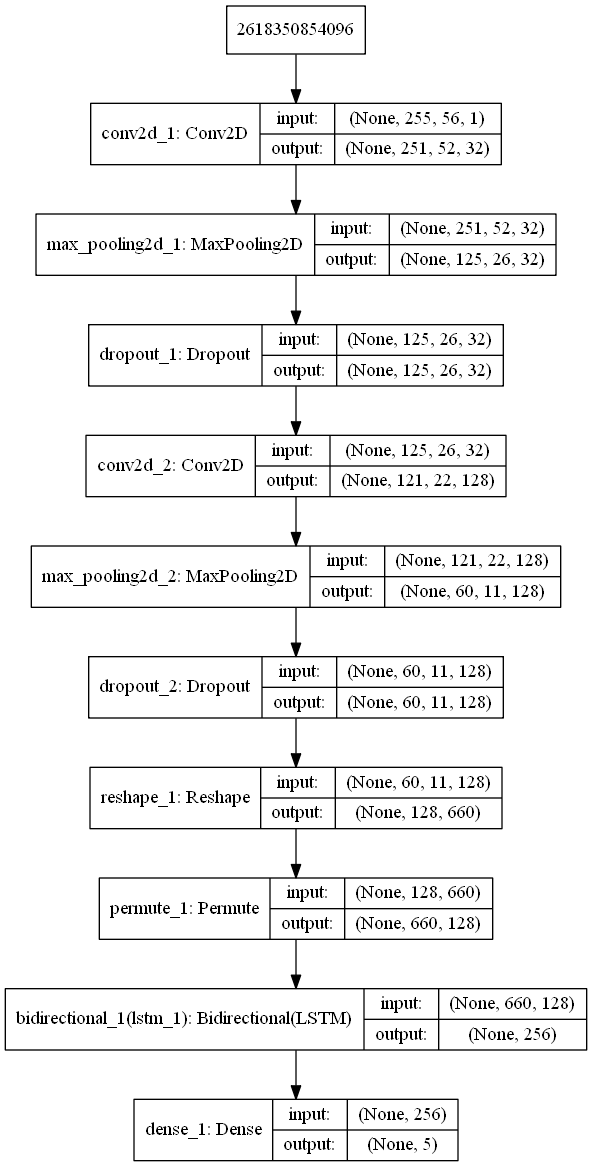 2618350854096
conv2d_1: Conv2D
input: (None, 255, 56, 1)
output: (None, 251, 52, 32)
max_pooling2d_1: MaxPooling2D
input: (None, 251, 52, 32)
output: (None, 125, 26, 32)
dropout_1: Dropout
input: (None, 125, 26, 32)
output: (None, 125, 26, 32)
conv2d_2: Conv2D
input: (None, 125, 26, 32)
output: (None, 121, 22, 128)
max_pooling2d_2: MaxPooling2D
input: (None, 121, 22, 128)
output: (None, 60, 11, 128)
dropout_2: Dropout
input: (None, 60, 11, 128)
output: (None, 60, 11, 128)
reshape_1: Reshape
input: (None, 60, 11, 128)
output: (None, 128, 660)
permute_1: Permute
input: (None, 128, 660)
output: (None, 660, 128)
bidirectional_1(lstm_1): Bidirectional(LSTM)
input: (None, 660, 128)
output: (None, 256)
dense_1: Dense
input: (None, 256)
output: (None, 5)